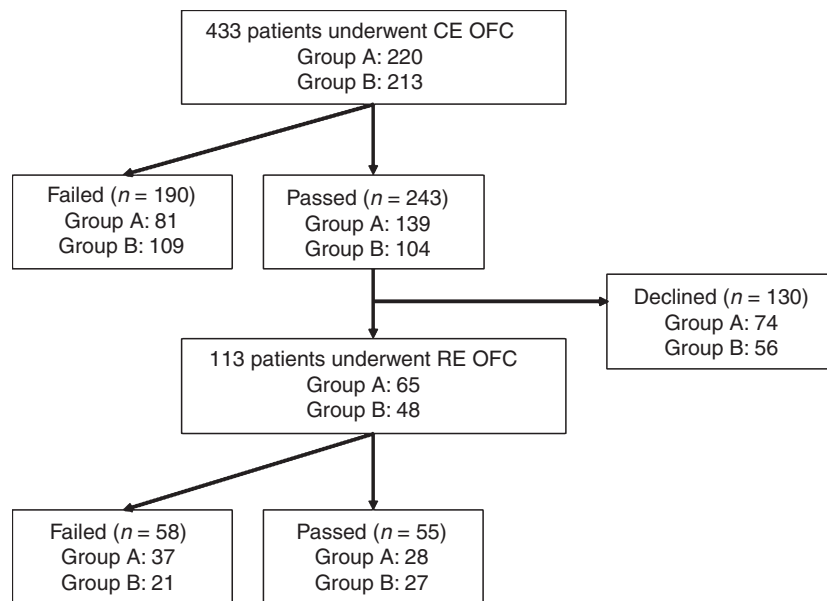 433 patients underwent CE OFC
Group A: 220
Group B: 213
Failed (n = 190)
Group A: 81
Group B: 109
Passed (n = 243)
Group A: 139
Group B: 104
Declined (n = 130)
Group A: 74
Group B: 56
113 patients underwent RE OFC
Group A: 65
Group B: 48
Failed (n = 58)
Group A: 37
Group B: 21
Passed (n = 55)
Group A: 28
Group B: 27